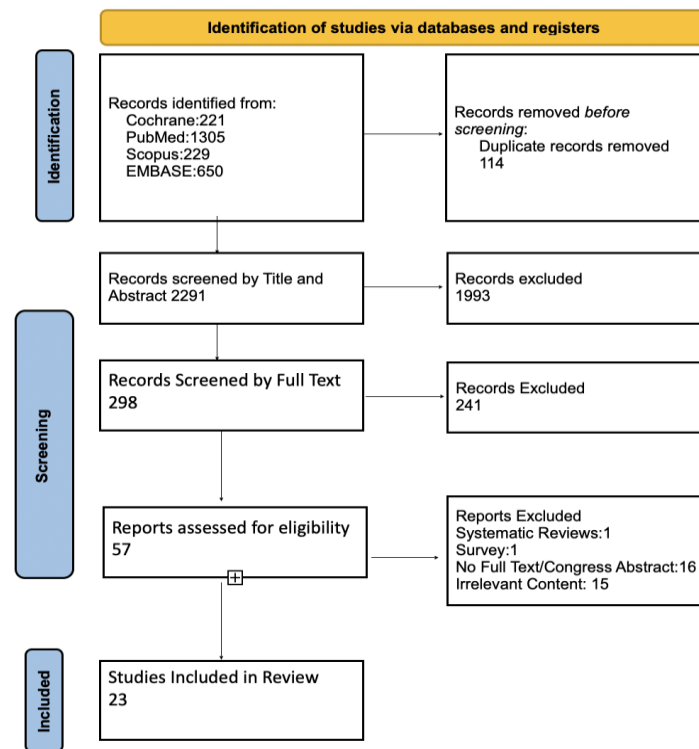 Identification of studies via databases and registers
Identification
Records identified from:
Cochrane:221
PubMed:1305
Scopus:229
EMBASE:650
Records removed before
screening:
Duplicate records removed
114
Screening
Records screened by Title and
Abstract 2291
Records excluded
1993
Records Screened by Full Text
298
Records Excluded
241
Reports assessed for eligibility
57
Reports Excluded
Systematic Reviews:1
Survey:1
No Full Text/Congress Abstract:16
Irrelevant Content: 15
Included
Studies Included in Review
23